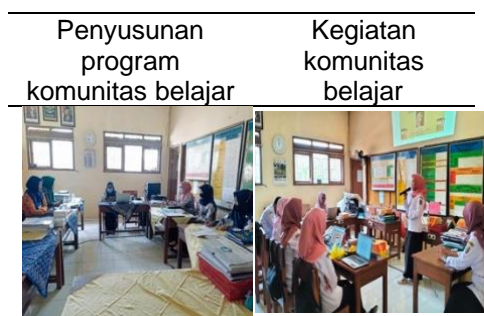 Penyusunan
program
komunitas belajar
Kegiatan
komunitas
belajar